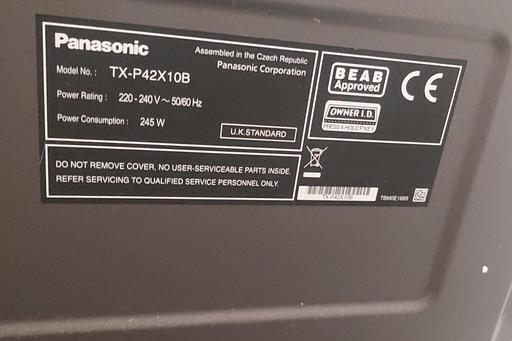 Panasonic
Assembled in the Czech Republic
Panasonic Corporation
Model No.: TX-P42X10B
Power Rating: 220-240 V ~ 50/60 Hz
Power Consumption: 245 W
U.K.STANDARD
DO NOT REMOVE COVER, NO USER-SERVICEABLE PARTS INSIDE.
REFER SERVICING TO QUALIFIED SERVICE PERSONNEL ONLY.
BEAB
Approved
CE
OWNER I.D.
PRESS & HOLD 'F' KEY
TX-P42X10B
TBM0E1669